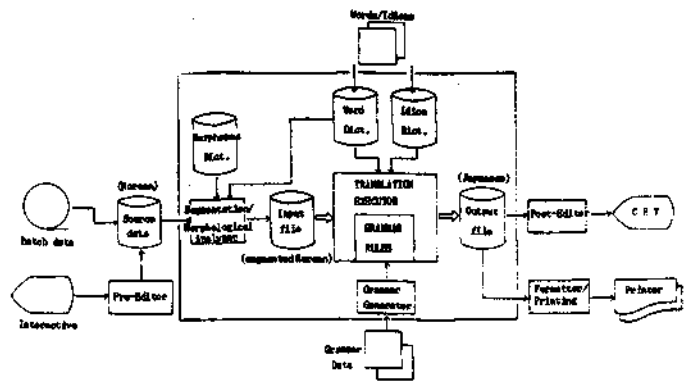 Words/Idioms
Word
Dict.
Idiom
Dict.
Morpheme
Dict.
(Korean)
Source
data
Batch data
Segmentation/
Morphological
Input
file
(segmented Korean)
TRANSLATION
EXECUTOR
GRAMMAR
RULES
(Japanese)
Output
file
Post-Editor
C R T
Interactive
Pre-Editor
Grammar
Generator
Formatter/
Printing
Printer
Grammar
Data